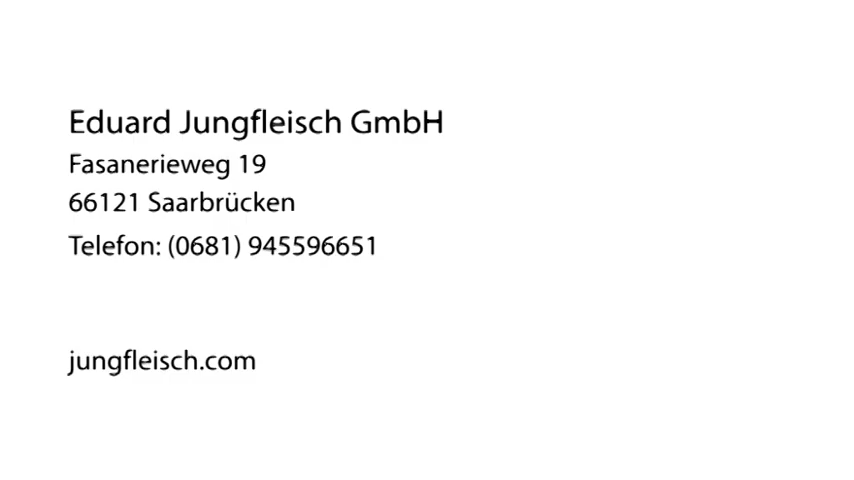 Eduard Jungfleisch GmbH
Fasanerieweg 19
66121 Saarbrücken
Telefon: (0681) 945596651
jungfleisch.com